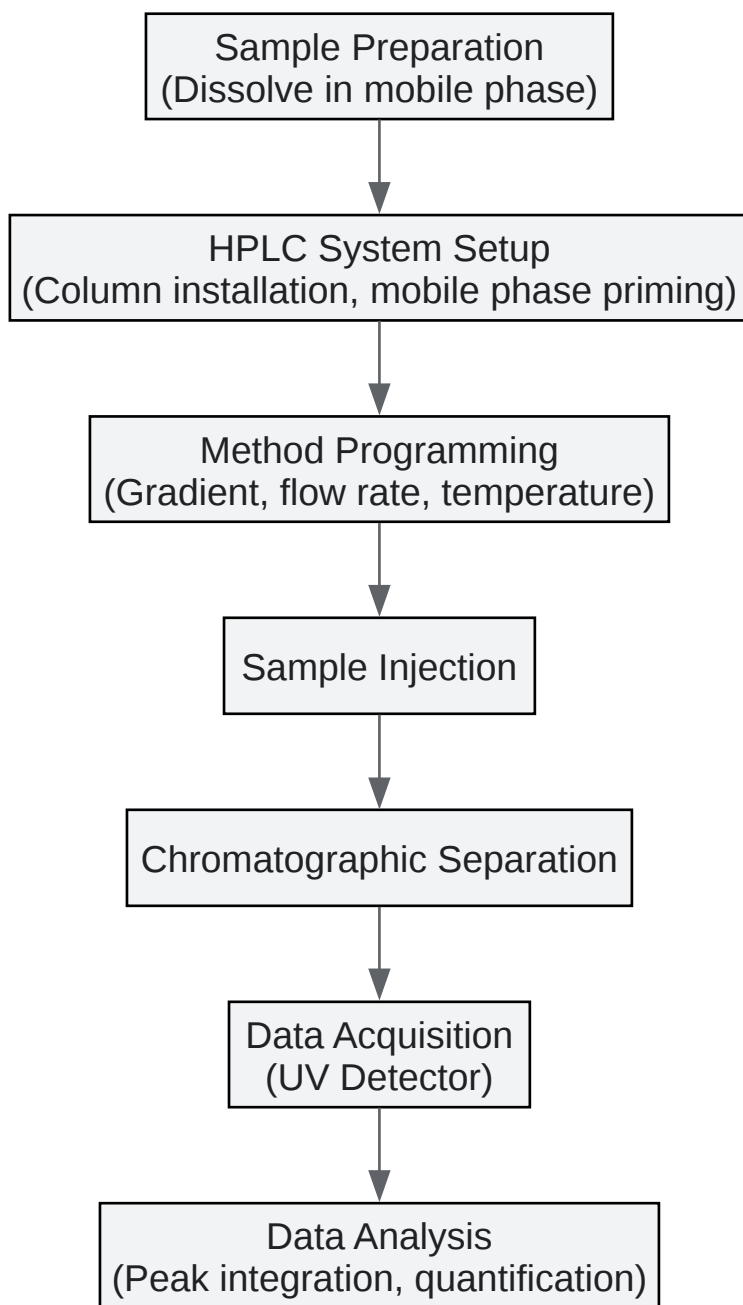 Sample Preparation
(Dissolve in mobile phase)
HPLC System Setup
(Column installation, mobile phase priming)
Method Programming
(Gradient, flow rate, temperature)
Sample Injection
Chromatographic Separation
Data Acquisition
(UV Detector)
Data Analysis
(Peak integration, quantification)